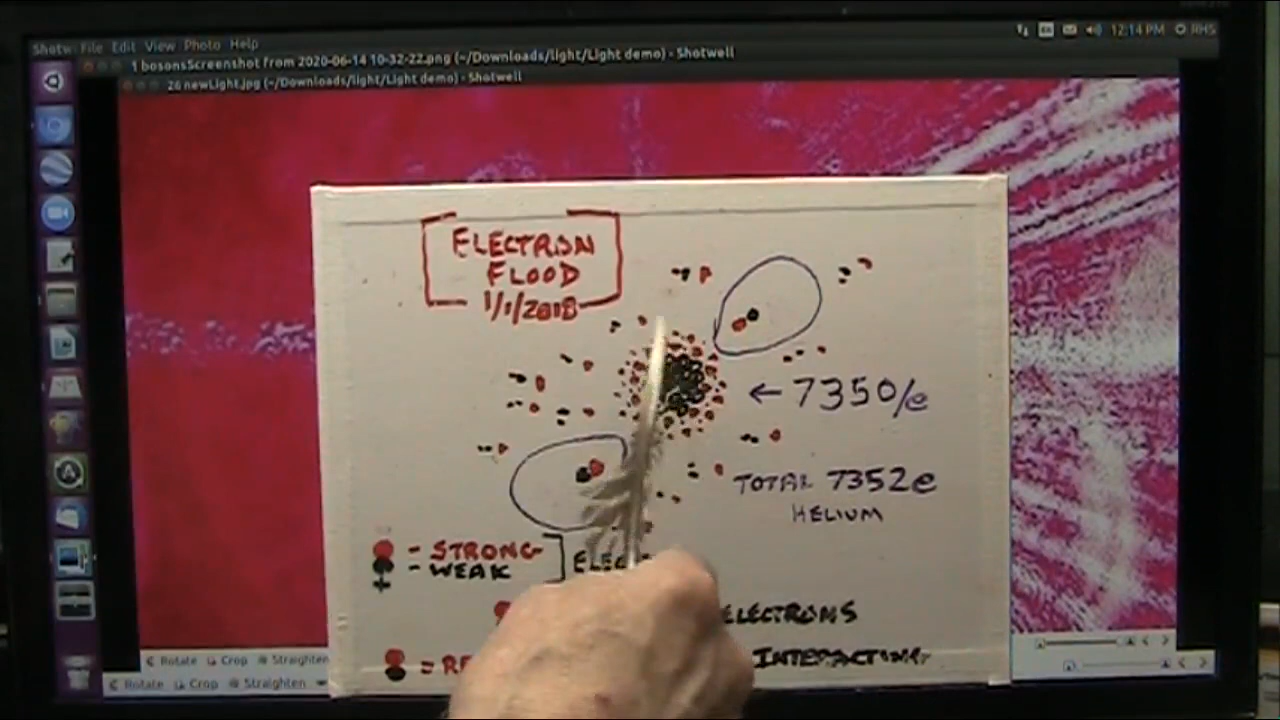 Shotw File Edit View Photo Help
12:14 PM RHS
1 bosonsScreenshot from 2020-06-14 10-32-22.png (~/Downloads/light/Light demo) - Shotwell
26 newLight.jpg (~/Downloads/light/Light demo) - Shotwell
ELECTRON
FLOOD
1/1/2018
← 7350/e
TOTAL 7352e
HELIUM
- STRONG
- WEAK
+
ELECTRONS
= RE
INTERACTING
Rotate Crop Straighten
Rotate Crop Straighten